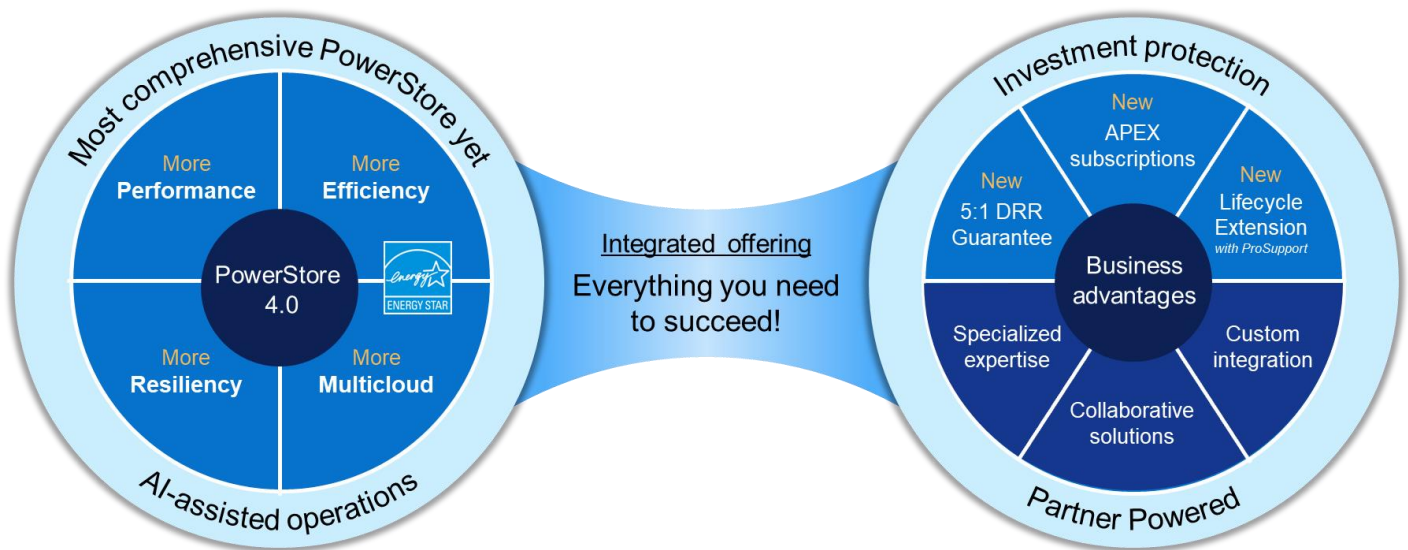 Most comprehensive PowerStore yet
More
Performance
More
Efficiency
PowerStore
4.0
energy
ENERGY STAR
More
Resiliency
More
Multicloud
AI-assisted operations
Integrated offering
Everything you need
to succeed!
Investment protection
New
APEX
subscriptions
New
5:1 DRR
Guarantee
New
Lifecycle
Extension
with ProSupport
Business
advantages
Specialized
expertise
Custom
integration
Collaborative
solutions
Partner Powered